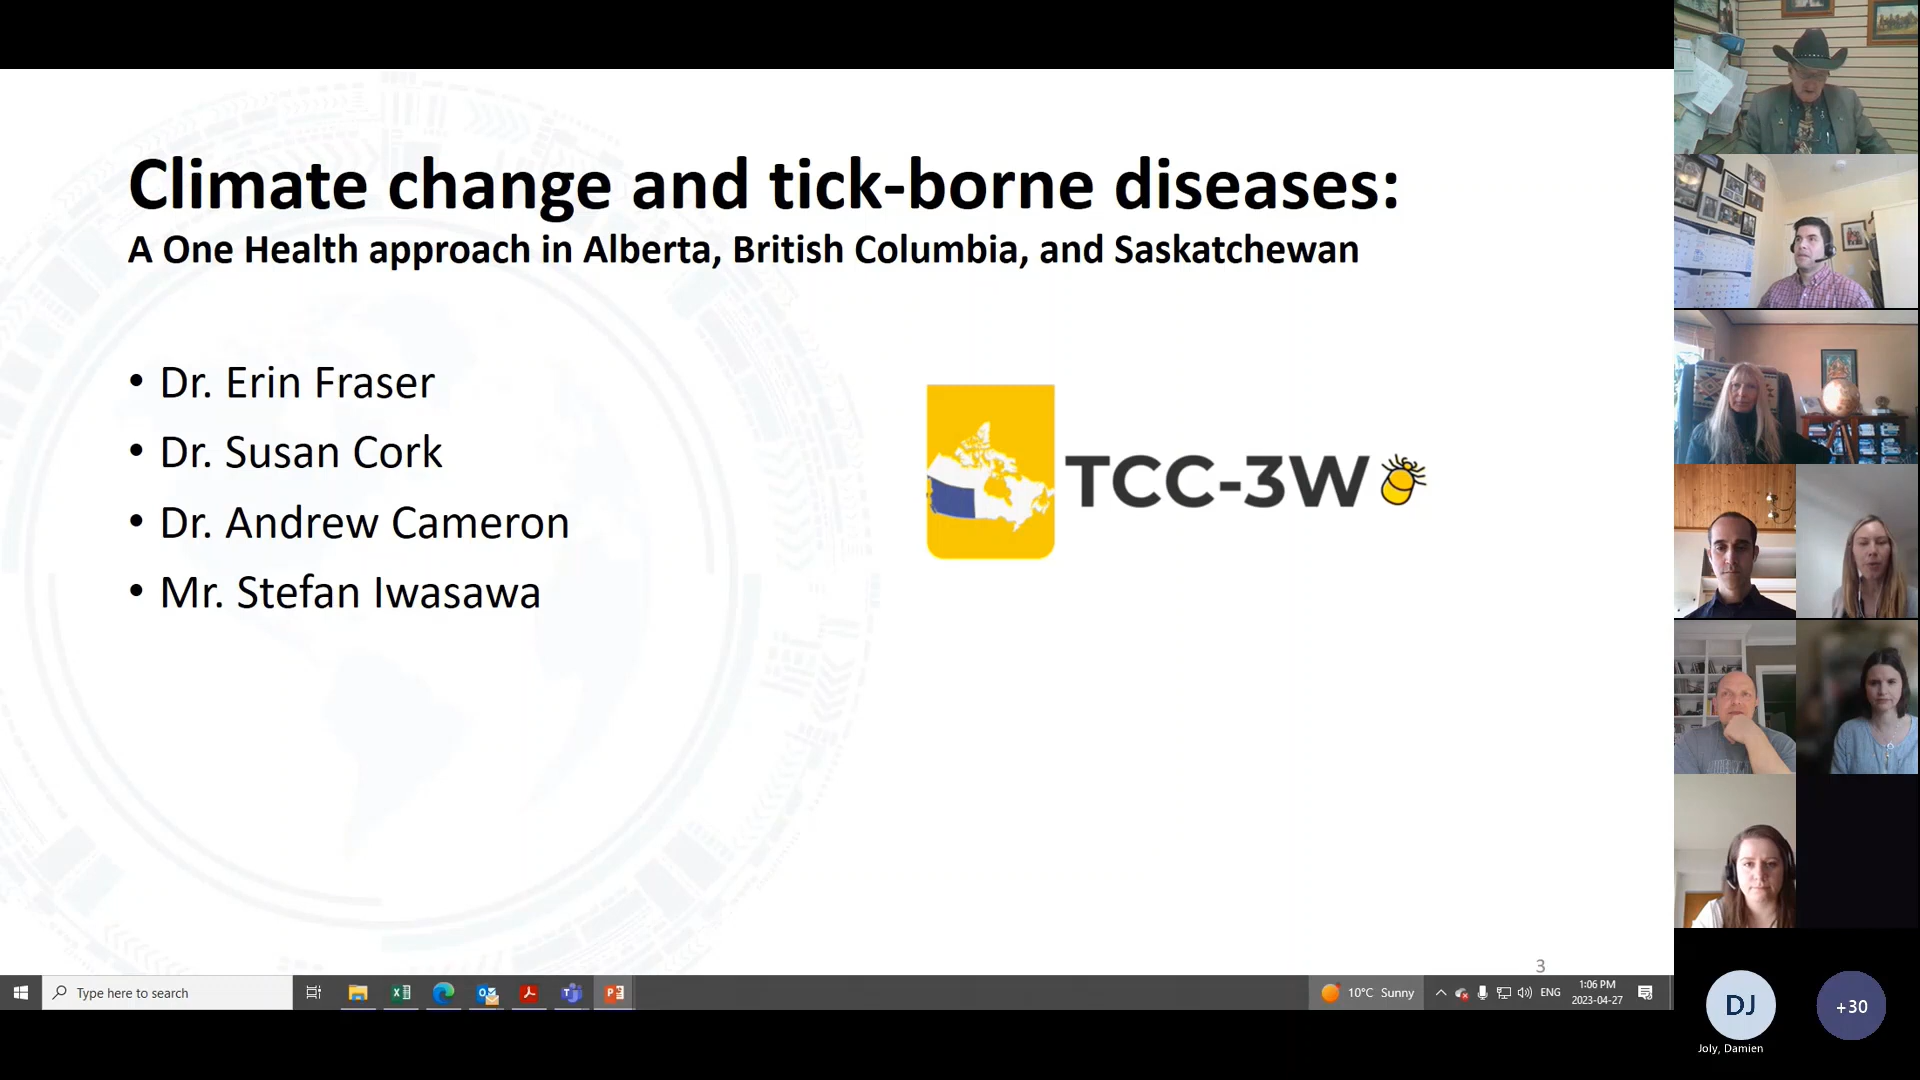 Climate change and tick-borne diseases:
A One Health approach in Alberta, British Columbia, and Saskatchewan
• Dr. Erin Fraser
• Dr. Susan Cork
• Dr. Andrew Cameron
• Mr. Stefan Iwasawa
TCC-3W
3
Type here to search
10°C Sunny
ENG
1:06 PM
2023-04-27
DJ
Joly, Damien
+30